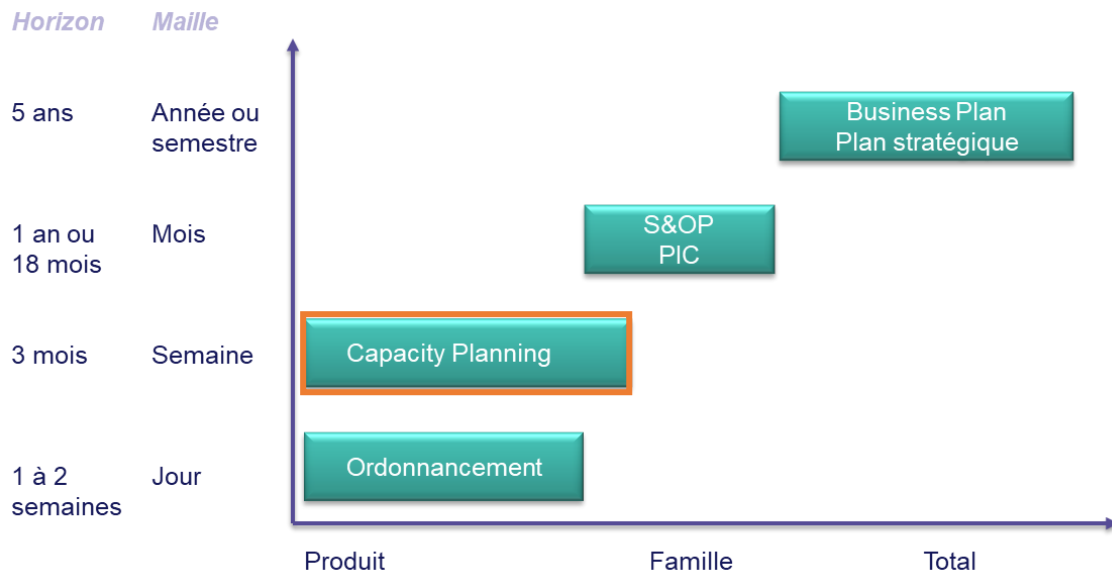 Horizon Maille
5 ans Année ou
semestre
Business Plan
Plan stratégique
1 an ou Mois
18 mois
S&OP
PIC
3 mois Semaine Capacity Planning
1 à 2 Jour
semaines
Ordonnancement
Produit Famille Total